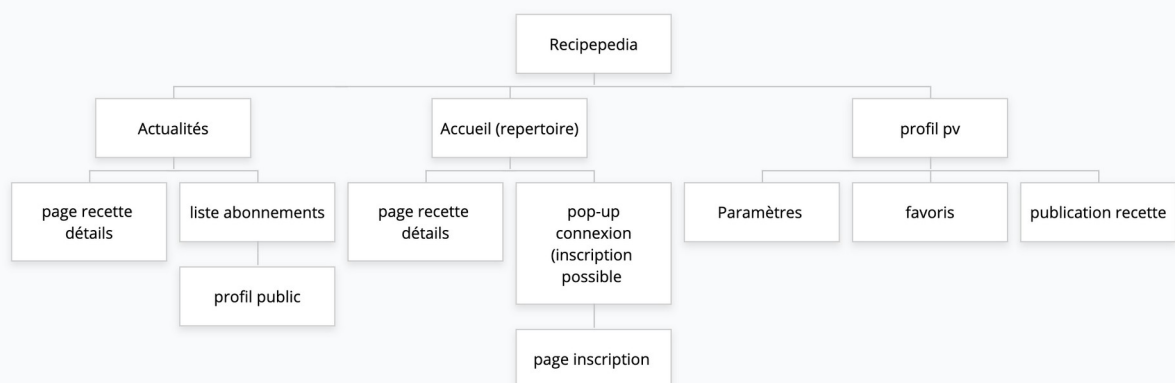 Recipepedia
Actualités
Accueil (repertoire)
profil pv
page recette
détails
liste abonnements
page recette
détails
pop-up
connexion
(inscription
possible
Paramètres
favoris
publication recette
profil public
page inscription